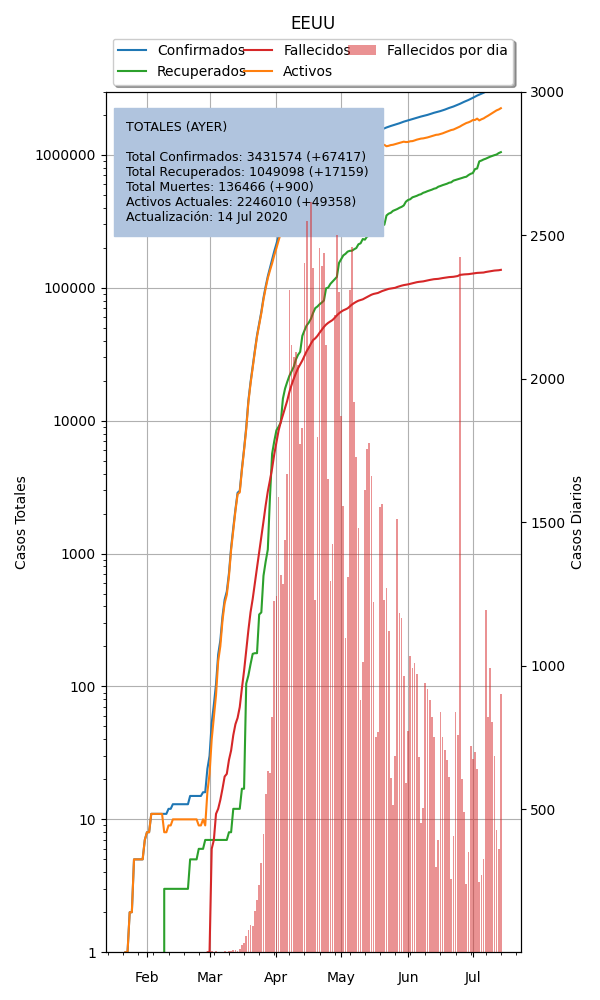 EEUU
Confirmados Fallecidos Fallecidos por dia
Recuperados Activos
3000
TOTALES (AYER)
1000000
Total Confirmados: 3431574 (+67417)
Total Recuperados: 1049098 (+17159)
Total Muertes: 136466 (+900)
Activos Actuales: 2246010 (+49358)
Actualización: 14 Jul 2020
2500
100000
2000
10000
Casos Totales
Casos Diarios
1500
1000
1000
100
500
10
1
Feb Mar Apr May Jun Jul